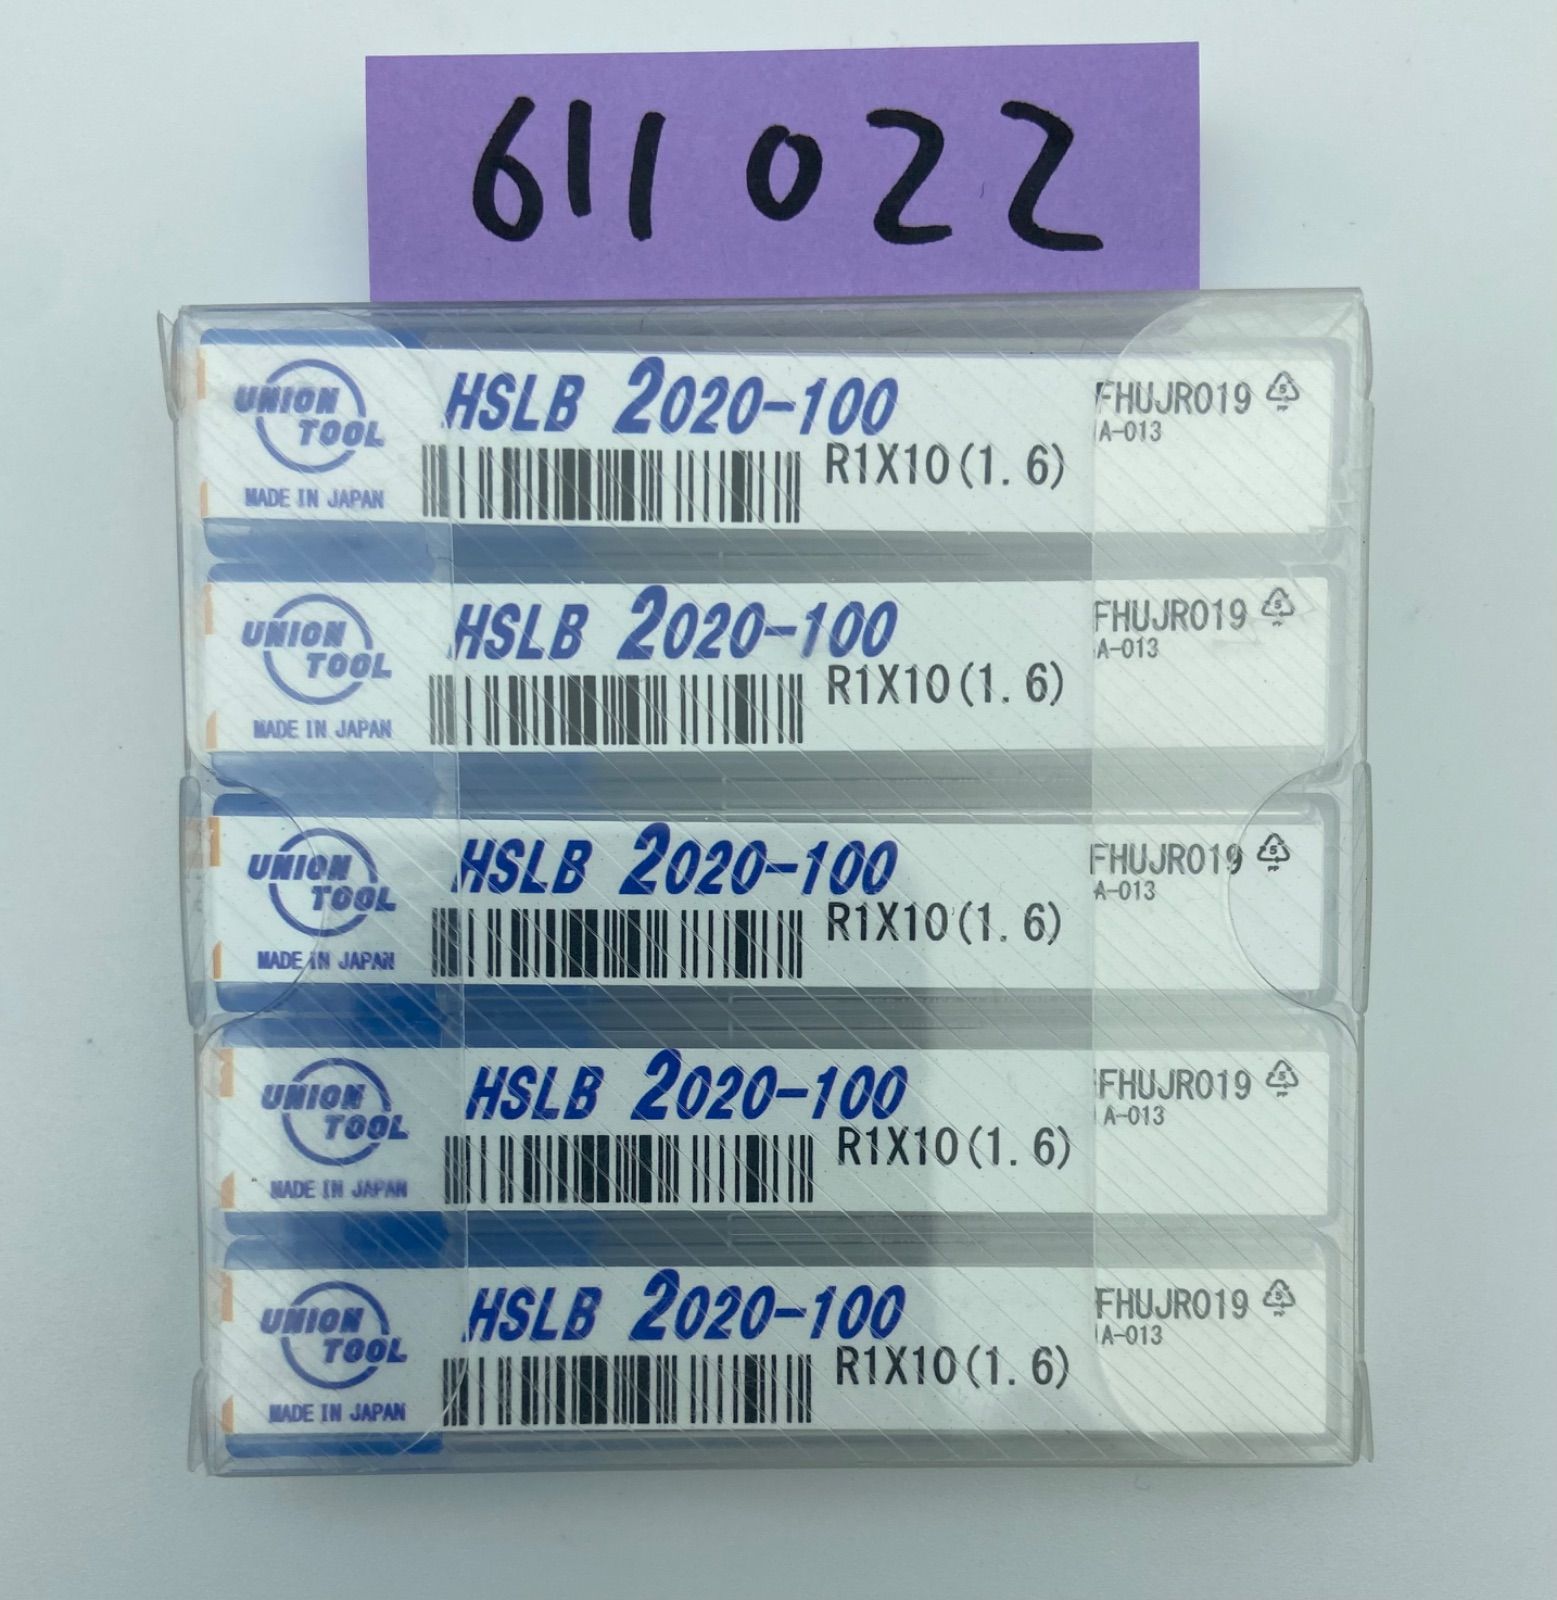 611022
UNION TOOL
MADE IN JAPAN
HSLB 2020-100
R1X10(1.6)
FHUJR019
A-013
UNION TOOL
MADE IN JAPAN
HSLB 2020-100
R1X10(1.6)
FHUJR019
A-013
UNION TOOL
MADE IN JAPAN
HSLB 2020-100
R1X10(1.6)
FHUJR019
A-013
UNION TOOL
MADE IN JAPAN
HSLB 2020-100
R1X10(1.6)
FHUJR019
A-013
UNION TOOL
MADE IN JAPAN
HSLB 2020-100
R1X10(1.6)
FHUJR019
A-013